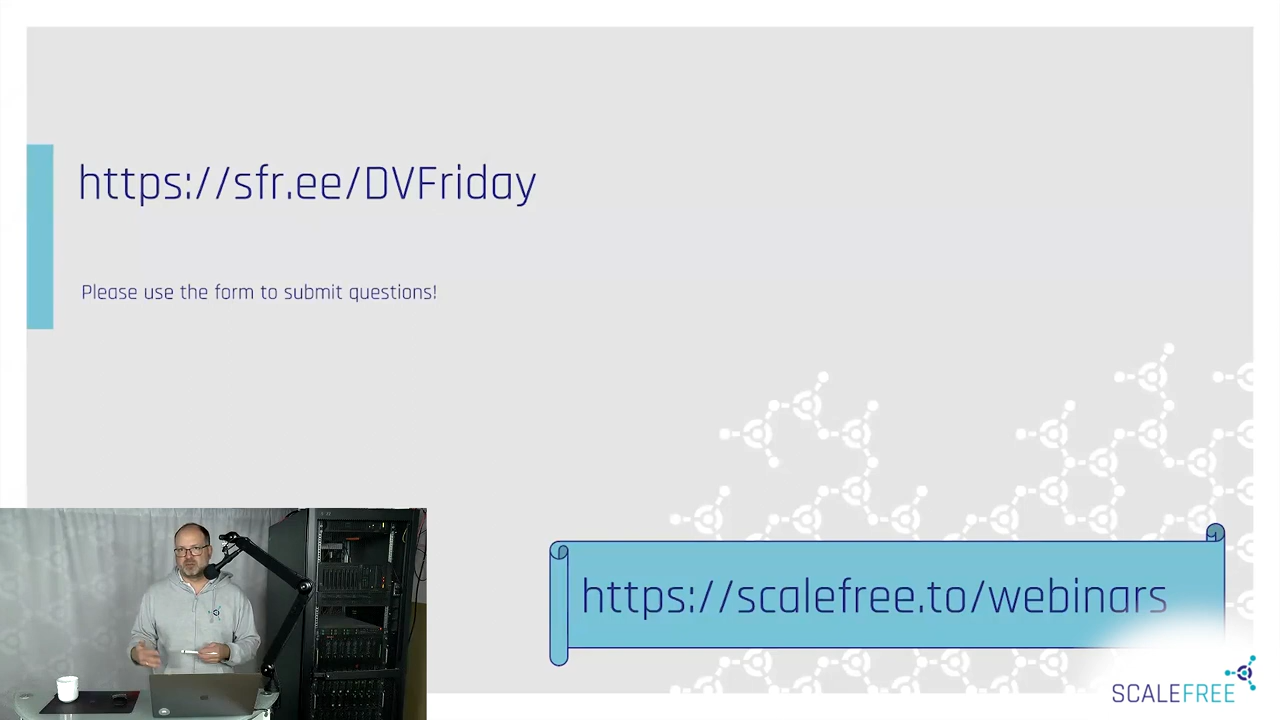 https://sfr.ee/DVFriday
Please use the form to submit questions!
https://scalefree.to/webinars
SCALEFREE